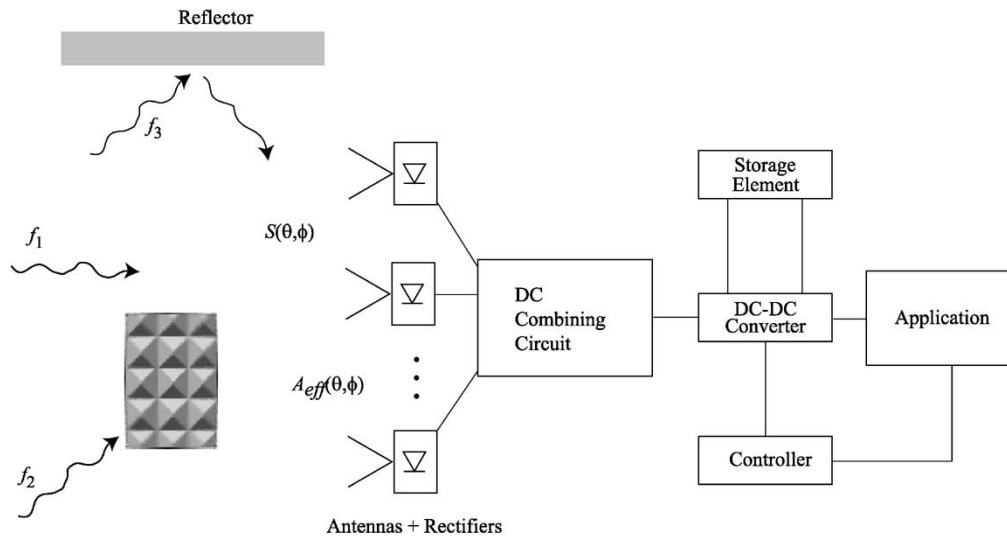 Reflector
f3
Storage
Element
S(θ,ϕ)
f1
DC
Combining
Circuit
DC-DC
Converter
Application
Aeff(θ,ϕ)
Controller
f2
Antennas + Rectifiers